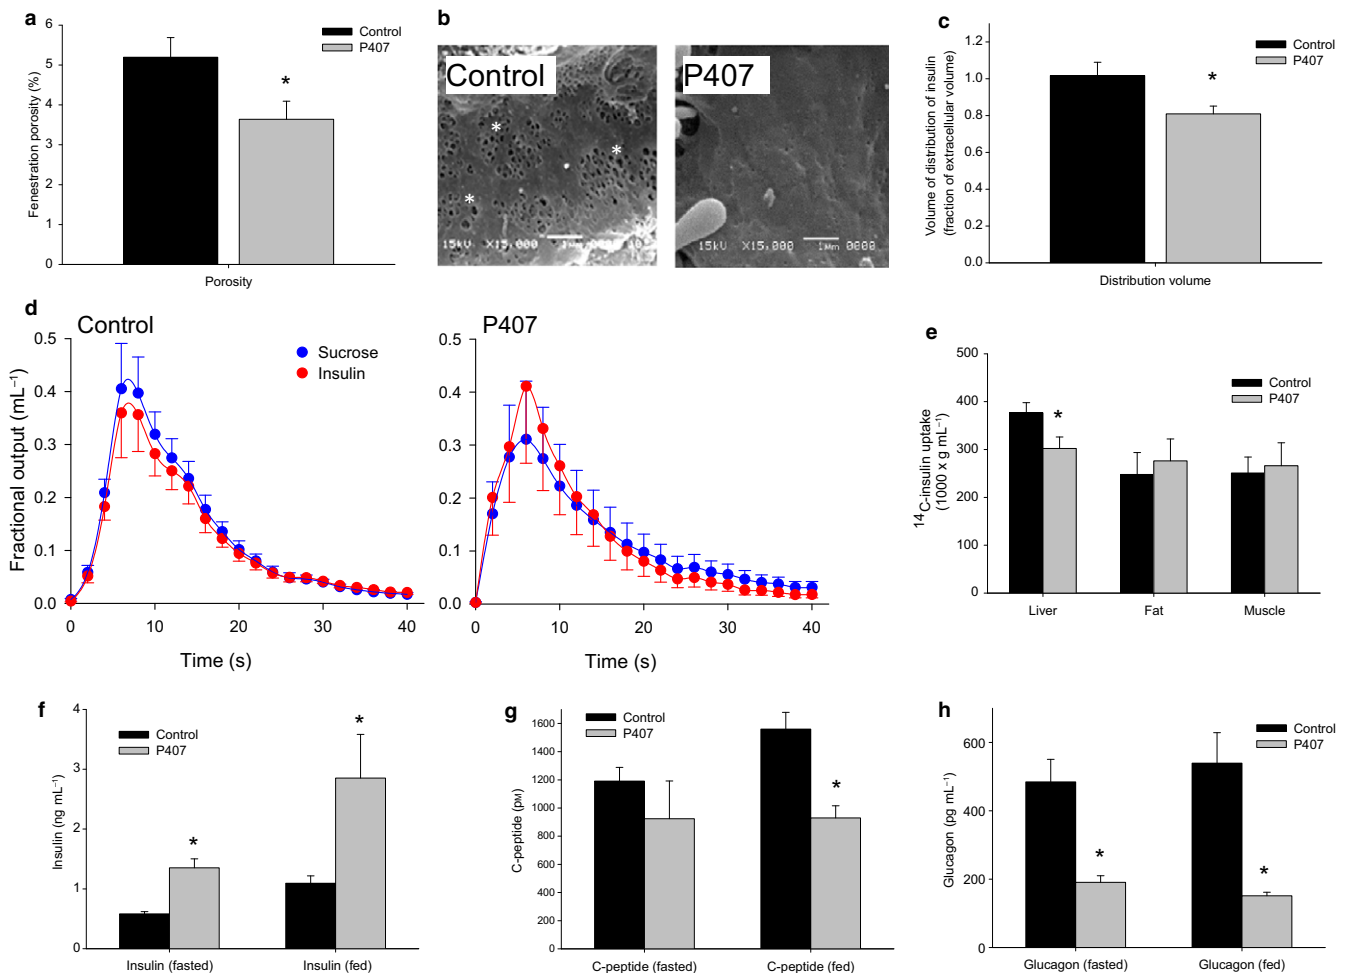 a
Fenestration porosity (%)
6
5
4
3
2
1
0
Control
P407
*
Porosity
b
Control
*
*
*
15kV X15,000 1µm 0000
P407
15kV X15,000 1µm 0000
c
Volume of distribution of insulin
(fraction of extracellular volume)
1.2
1.0
0.8
0.6
0.4
0.2
0.0
Control
P407
*
Distribution volume
d
Control
Fractional output (mL⁻¹)
0.5
0.4
0.3
0.2
0.1
0.0
Sucrose
Insulin
0 10 20 30 40
Time (s)
P407
0.5
0.4
0.3
0.2
0.1
0.0
0 10 20 30 40
Time (s)
e
¹⁴C-insulin uptake
(1000 x g mL⁻¹)
500
400
300
200
100
0
Control
P407
*
Liver Fat Muscle
f
Insulin (ng mL⁻¹)
4
3
2
1
0
Control
P407
*
*
Insulin (fasted) Insulin (fed)
g
C-peptide (pM)
1600
1400
1200
1000
800
600
400
200
0
Control
P407
*
C-peptide (fasted) C-peptide (fed)
h
Glucagon (pg mL⁻¹)
600
400
200
0
Control
P407
*
*
Glucagon (fasted) Glucagon (fed)